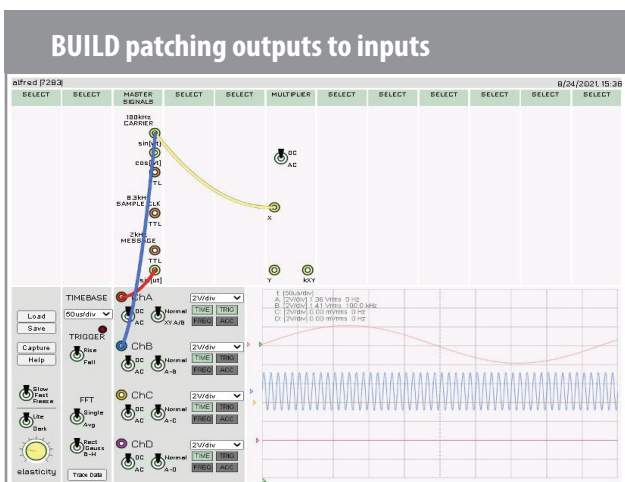 BUILD patching outputs to inputs
alfred (7283) 8/24/2021, 15:36
SELECT SELECT MASTER SIGNALS SELECT SELECT MULTIPLIER SELECT SELECT SELECT SELECT SELECT SELECT
100kHz
CARRIER
sin(wt)
cos(wt)
TTL
8.3kHz
SAMPLE CLK
TTL
2kHz
MESSAGE
TTL
sin(ut)
DC
AC
X
Y kXY
Load
Save
Capture
Help
Slow
Fast
Freeze
Lite
Dark
elasticity
TIMEBASE
50us/div
TRIGGER
Rise
Fall
FFT
Single
Avg
Rect
Gauss
B-H
Trace Data
ChA 2V/div
DC Normal TIME TRIG
AC XY A/B FREQ ACC
ChB 2V/div
DC Normal TIME TRIG
AC A-B FREQ ACC
ChC 2V/div
DC Normal TIME TRIG
AC A-C FREQ ACC
ChD 2V/div
DC Normal TIME TRIG
AC A-D FREQ ACC
t: [50us/div]
A: [2V/div] 1.36 Vrms 0 Hz
B: [2V/div] 1.41 Vrms 100.0 kHz
C: [2V/div] 0.00 mVrms 0 Hz
D: [2V/div] 0.00 mVrms 0 Hz